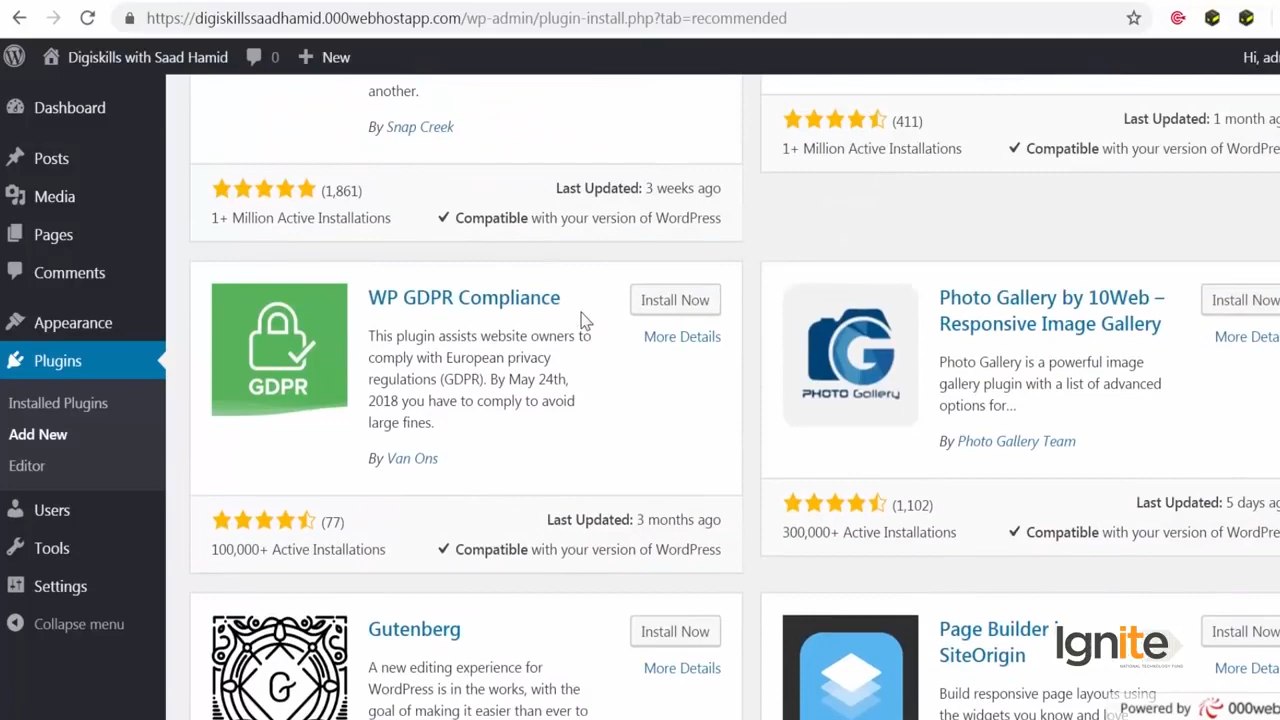 https://digiskillssaadhamid.000webhostapp.com/wp-admin/plugin-install.php?tab=recommended
Digiskills with Saad Hamid
0
New
Hi, adm
Dashboard
Posts
Media
Pages
Comments
Appearance
Plugins
Installed Plugins
Add New
Editor
Users
Tools
Settings
Collapse menu
another.
By Snap Creek
(1,861)
Last Updated: 3 weeks ago
1+ Million Active Installations
Compatible with your version of WordPress
(411)
Last Updated: 1 month ag
1+ Million Active Installations
Compatible with your version of WordPre
GDPR
WP GDPR Compliance
Install Now
More Details
This plugin assists website owners to
comply with European privacy
regulations (GDPR). By May 24th,
2018 you have to comply to avoid
large fines.
By Van Ons
(77)
Last Updated: 3 months ago
100,000+ Active Installations
Compatible with your version of WordPress
PHOTO Gallery
Photo Gallery by 10Web –
Responsive Image Gallery
Install Now
More Deta
Photo Gallery is a powerful image
gallery plugin with a list of advanced
options for...
By Photo Gallery Team
(1,102)
Last Updated: 5 days ag
300,000+ Active Installations
Compatible with your version of WordPre
G
Gutenberg
Install Now
More Details
A new editing experience for
WordPress is in the works, with the
goal of making it easier than ever to
Page Builder
SiteOrigin
Install Now
More Deta
Build responsive page layouts using
the widgets you know and love
Ignite
NATIONAL TECHNOLOGY FUND
Powered by 000web